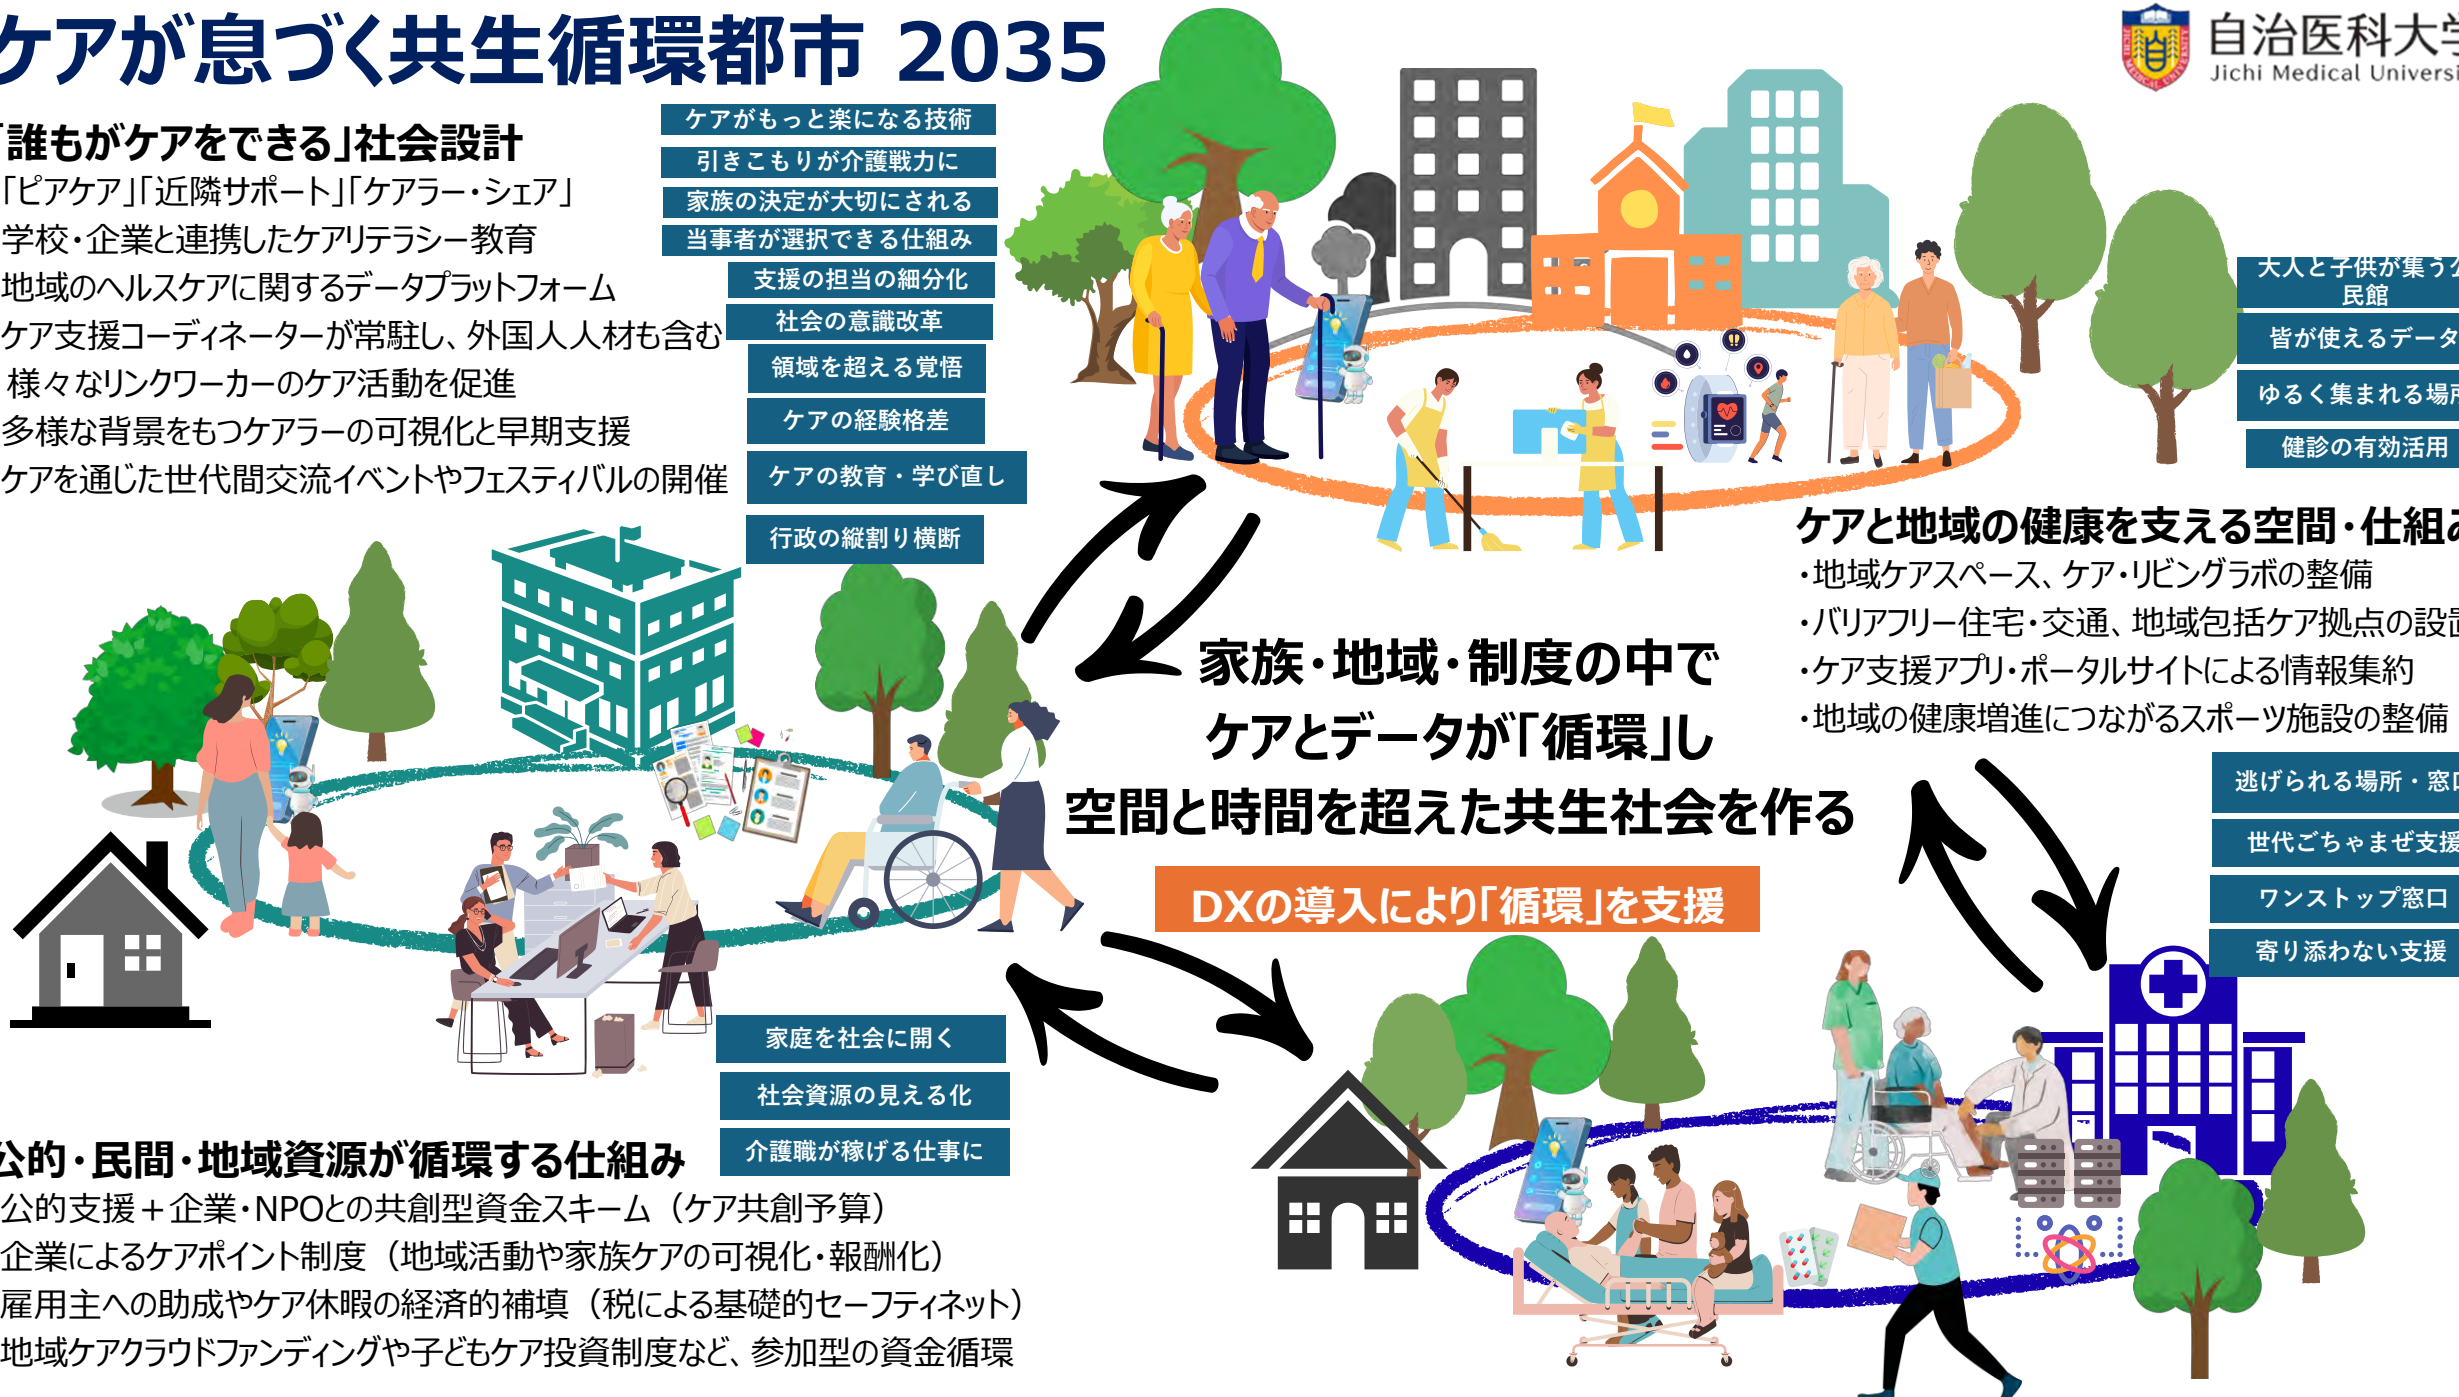 ケアが息づく共生循環都市 2035
自治医科大学
Jichi Medical Universi
「誰もがケアをできる」社会設計
「ピアケア」「近隣サポート」「ケアラー・シェア」
学校・企業と連携したケアリテラシー教育
地域のヘルスケアに関するデータプラットフォーム
ケア支援コーディネーターが常駐し、外国人人材も含む
様々なリンクワーカーのケア活動を促進
多様な背景をもつケアラーの可視化と早期支援
ケアを通じた世代間交流イベントやフェスティバルの開催
ケアがもっと楽になる技術
引きこもりが介護戦力に
家族の決定が大切にされる
当事者が選択できる仕組み
支援の担当の細分化
社会の意識改革
領域を超える覚悟
ケアの経験格差
ケアの教育・学び直し
行政の縦割り横断
大人と子供が集う公
民館
皆が使えるデータ
ゆるく集まれる場所
健診の有効活用
ケアと地域の健康を支える空間・仕組み
・地域ケアスペース、ケア・リビングラボの整備
・バリアフリー住宅・交通、地域包括ケア拠点の設置
・ケア支援アプリ・ポータルサイトによる情報集約
・地域の健康増進につながるスポーツ施設の整備
家族・地域・制度の中で
ケアとデータが「循環」し
空間と時間を超えた共生社会を作る
DXの導入により「循環」を支援
逃げられる場所・窓口
世代ごちゃまぜ支援
ワンストップ窓口
寄り添わない支援
家庭を社会に開く
社会資源の見える化
介護職が稼げる仕事に
公的・民間・地域資源が循環する仕組み
公的支援＋企業・NPOとの共創型資金スキーム（ケア共創予算）
企業によるケアポイント制度（地域活動や家族ケアの可視化・報酬化）
雇用主への助成やケア休暇の経済的補填（税による基礎的セーフティネット）
地域ケアクラウドファンディングや子どもケア投資制度など、参加型の資金循環